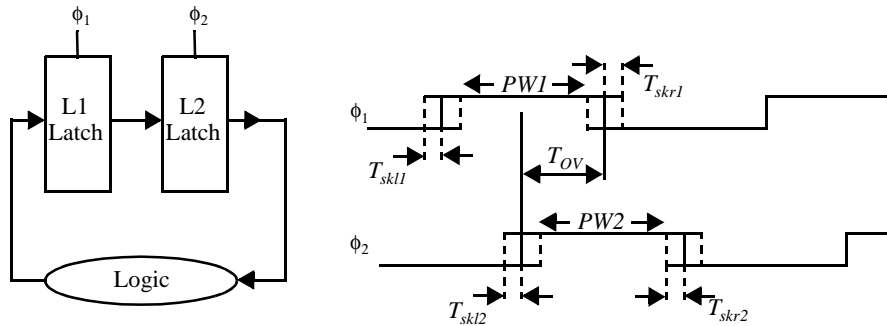 ϕ1
ϕ2
L1
Latch
L2
Latch
Logic
PW1
Tskr1
ϕ1
Tskl1
TOV
PW2
ϕ2
Tskl2
Tskr2